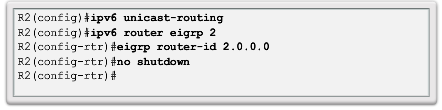 R2(config)#ipv6 unicast-routing
R2(config)#ipv6 router eigrp 2
R2(config-rtr)#eigrp router-id 2.0.0.0
R2(config-rtr)#no shutdown
R2(config-rtr)#